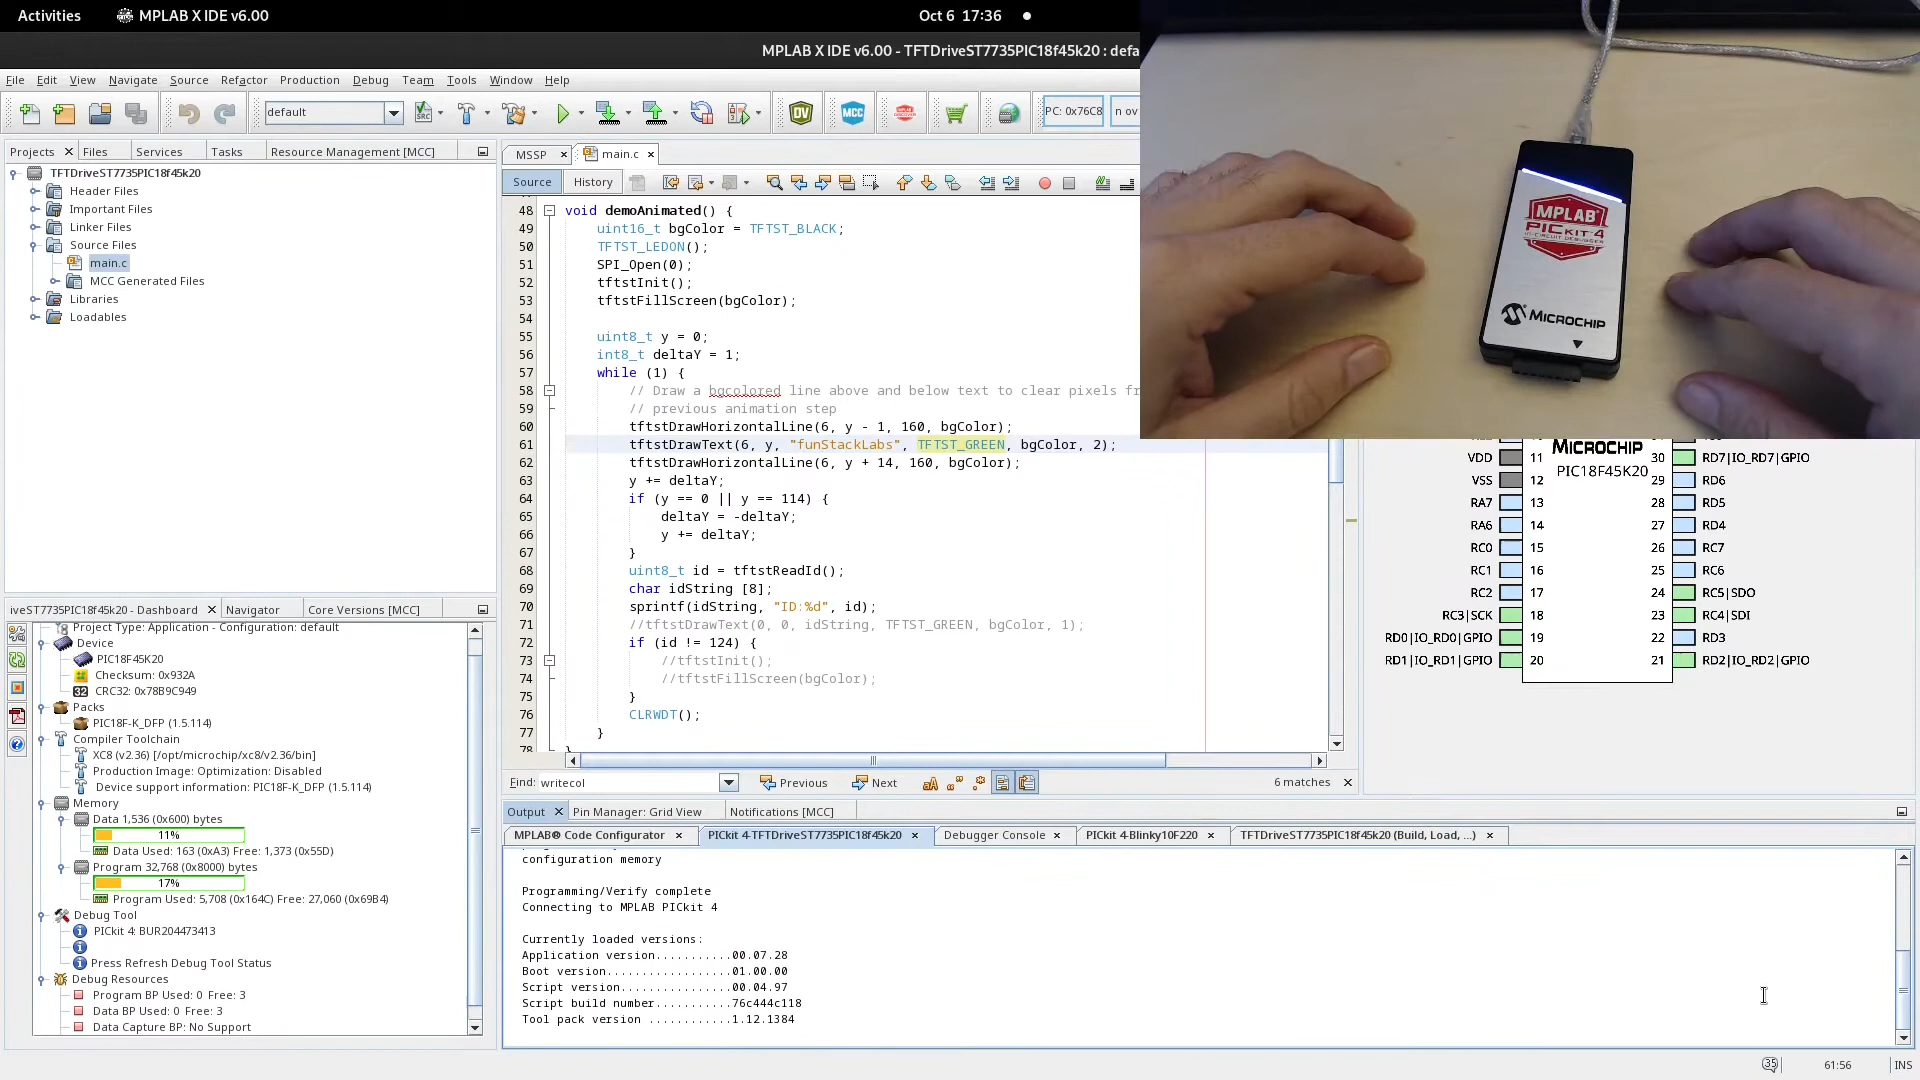 Activities
MPLAB X IDE v6.00
Oct 6 17:36
MPLAB X IDE v6.00 - TFTDriveST7735PIC18f45k20 : defa
File Edit View Navigate Source Refactor Production Debug Team Tools Window Help
default
PC: 0x76C8
n ov
DV
MCC
Projects
Files
Services
Tasks
Resource Management [MCC]
TFTDriveST7735PIC18f45k20
Header Files
Important Files
Linker Files
Source Files
main.c
MCC Generated Files
Libraries
Loadables
MSSP
main.c
Source
History
48 void demoAnimated() {
49 uint16_t bgColor = TFTST_BLACK;
50 TFTST_LEDON();
51 SPI_Open(0);
52 tftstInit();
53 tftstFillScreen(bgColor);
54
55 uint8_t y = 0;
56 int8_t deltaY = 1;
57 while (1) {
58 // Draw a bgcolored line above and below text to clear pixels fr
59 // previous animation step
60 tftstDrawHorizontalLine(6, y - 1, 160, bgColor);
61 tftstDrawText(6, y, "funStackLabs", TFTST_GREEN, bgColor, 2);
62 tftstDrawHorizontalLine(6, y + 14, 160, bgColor);
63 y += deltaY;
64 if (y == 0 || y == 114) {
65 deltaY = -deltaY;
66 y += deltaY;
67 }
68 uint8_t id = tftstReadId();
69 char idString [8];
70 sprintf(idString, "ID:%d", id);
71 //tftstDrawText(0, 0, idString, TFTST_GREEN, bgColor, 1);
72 if (id != 124) {
73 //tftstInit();
74 //tftstFillScreen(bgColor);
75 }
76 CLRWDT();
77 }
78 }
Find: writecol
Previous
Next
6 matches
MPLAB
PICkit 4
IN-CIRCUIT DEBUGGER
MICROCHIP
MICROCHIP
PIC18F45K20
VDD 11
VSS 12
RA7 13
RA6 14
RC0 15
RC1 16
RC2 17
RC3|SCK 18
RD0|IO_RD0|GPIO 19
RD1|IO_RD1|GPIO 20
30 RD7|IO_RD7|GPIO
29 RD6
28 RD5
27 RD4
26 RC7
25 RC6
24 RC5|SDO
23 RC4|SDI
22 RD3
21 RD2|IO_RD2|GPIO
iveST7735PIC18f45k20 - Dashboard
Navigator
Core Versions [MCC]
Project Type: Application - Configuration: default
Device
PIC18F45K20
Checksum: 0x932A
CRC32: 0x78B9C949
Packs
PIC18F-K_DFP (1.5.114)
Compiler Toolchain
XC8 (v2.36) [/opt/microchip/xc8/v2.36/bin]
Production Image: Optimization: Disabled
Device support information: PIC18F-K_DFP (1.5.114)
Memory
Data 1,536 (0x600) bytes
11%
Data Used: 163 (0xA3) Free: 1,373 (0x55D)
Program 32,768 (0x8000) bytes
17%
Program Used: 5,708 (0x164C) Free: 27,060 (0x69B4)
Debug Tool
PICkit 4: BUR204473413
Press Refresh Debug Tool Status
Debug Resources
Program BP Used: 0 Free: 3
Data BP Used: 0 Free: 3
Data Capture BP: No Support
Output
Pin Manager: Grid View
Notifications [MCC]
MPLAB® Code Configurator
PICkit 4-TFTDriveST7735PIC18f45k20
Debugger Console
PICkit 4-Blinky10F220
TFTDriveST7735PIC18f45k20 (Build, Load, ...)
configuration memory
Programming/Verify complete
Connecting to MPLAB PICkit 4
Currently loaded versions:
Application version...........00.07.28
Boot version..................01.00.00
Script version................00.04.97
Script build number...........76c444c118
Tool pack version ............1.12.1384
35
61:56
INS